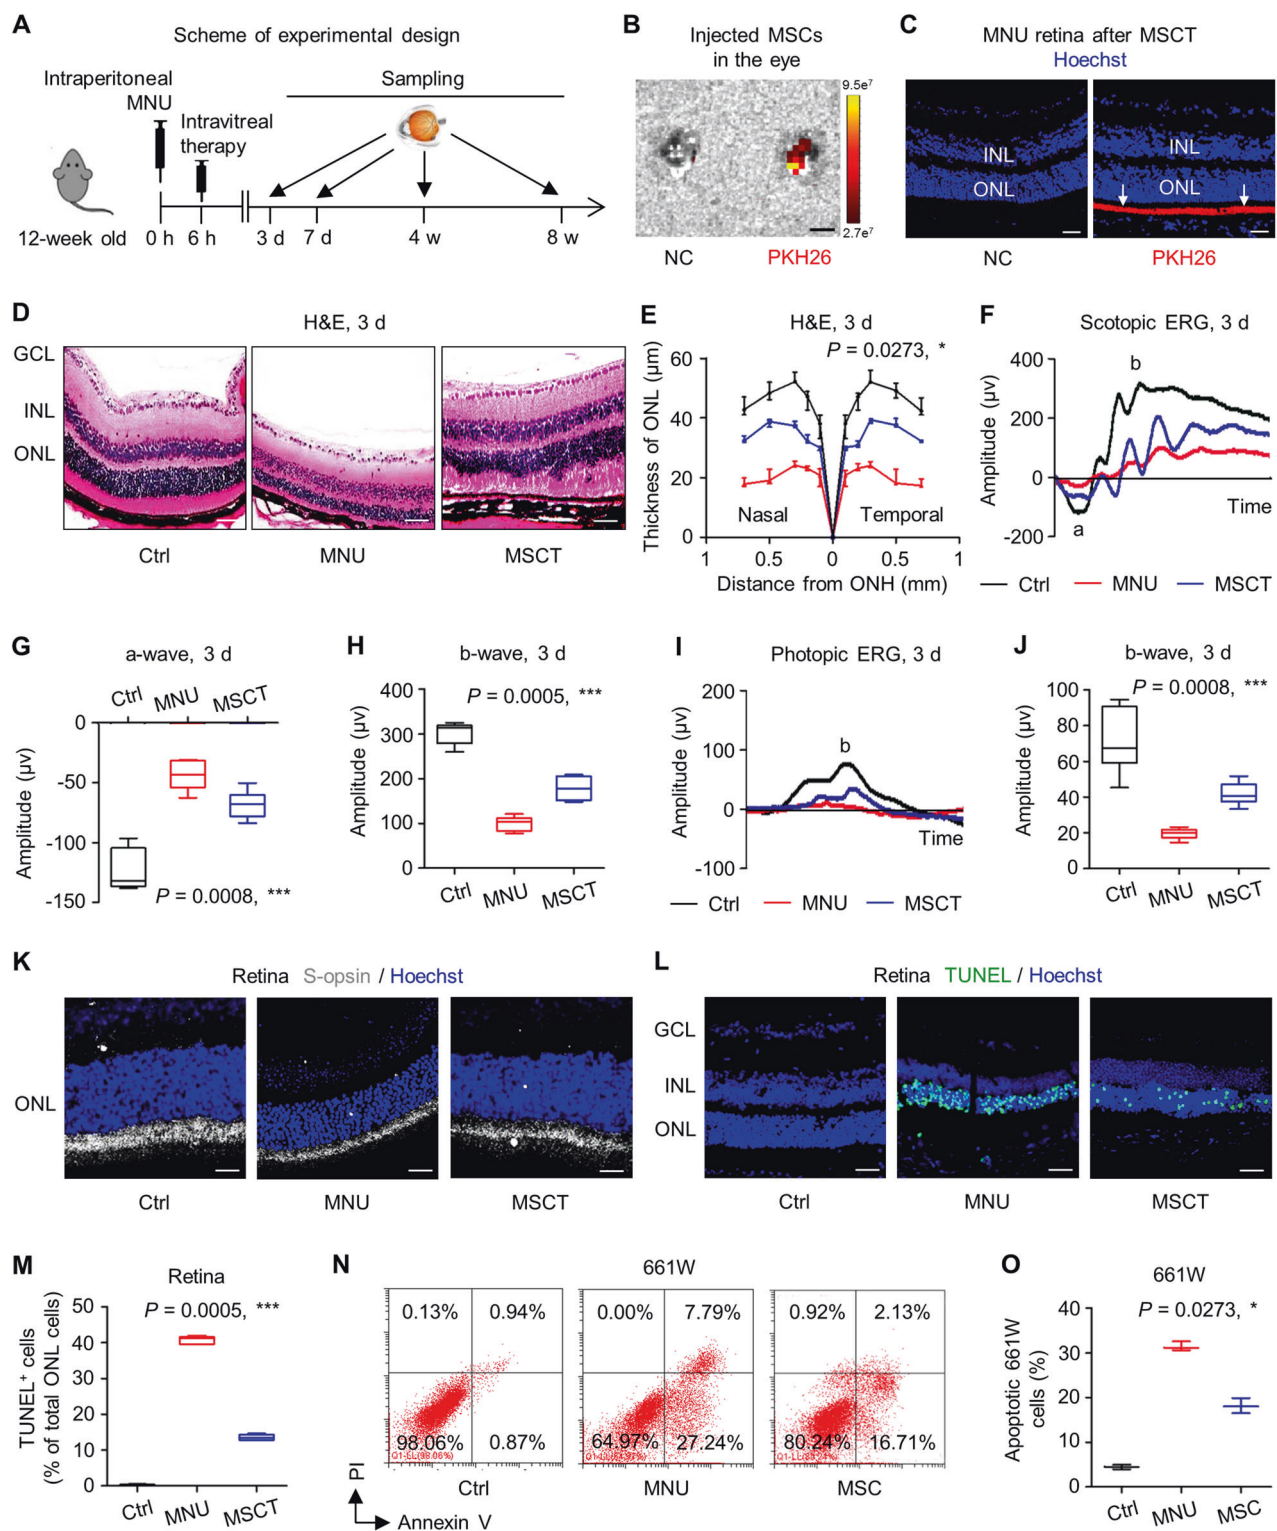 A
Scheme of experimental design
Intraperitoneal
MNU
Intravitreal
therapy
Sampling
12-week old
0 h
6 h
3 d
7 d
4 w
8 w
B
Injected MSCs
in the eye
9.5e⁷
2.7e⁷
NC
PKH26
C
MNU retina after MSCT
Hoechst
INL
ONL
INL
ONL
NC
PKH26
D
H&E, 3 d
GCL
INL
ONL
Ctrl
MNU
MSCT
E
H&E, 3 d
P = 0.0273, *
Thickness of ONL (μm)
60
40
20
0
Nasal
Temporal
1
0.5
0
0.5
1
Distance from ONH (mm)
F
Scotopic ERG, 3 d
Amplitude (μv)
400
200
0
-200
b
a
Time
Ctrl
MNU
MSCT
G
a-wave, 3 d
Ctrl
MNU
MSCT
Amplitude (μv)
0
-50
-100
-150
P = 0.0008, ***
H
b-wave, 3 d
P = 0.0005, ***
Amplitude (μv)
400
300
200
100
0
Ctrl
MNU
MSCT
I
Photopic ERG, 3 d
Amplitude (μv)
200
100
0
-100
b
Time
Ctrl
MNU
MSCT
J
b-wave, 3 d
P = 0.0008, ***
Amplitude (μv)
100
80
60
40
20
0
Ctrl
MNU
MSCT
K
Retina S-opsin / Hoechst
ONL
Ctrl
MNU
MSCT
L
Retina TUNEL / Hoechst
GCL
INL
ONL
Ctrl
MNU
MSCT
M
Retina
P = 0.0005, ***
TUNEL⁺ cells
(% of total ONL cells)
50
40
30
20
10
0
Ctrl
MNU
MSCT
N
661W
0.13%
0.94%
98.06%
0.87%
Q1-LL(98.06%)
Ctrl
0.00%
7.79%
64.97%
27.24%
MNU
0.92%
2.13%
80.24%
16.71%
MSC
PI
Annexin V
O
661W
P = 0.0273, *
Apoptotic 661W
cells (%)
40
30
20
10
0
Ctrl
MNU
MSC